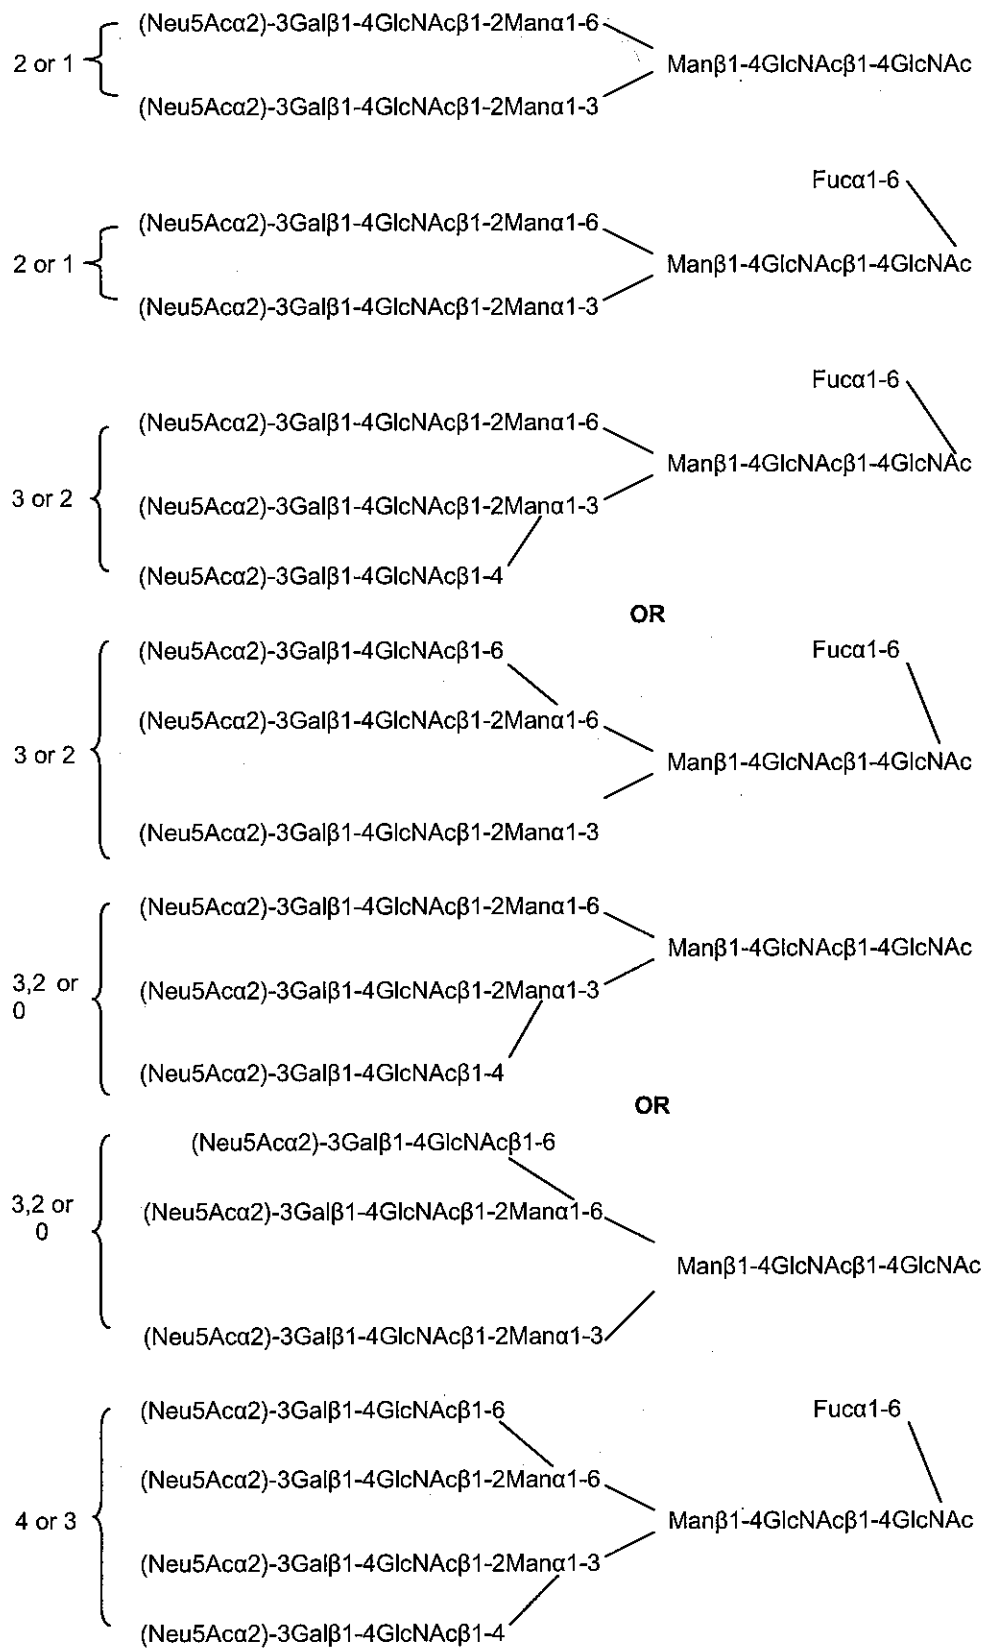 (Neu5Acα2)-3Galβ1-4GlcNAcβ1-2Manα1-6
2 or 1
Manβ1-4GlcNAcβ1-4GlcNAc
(Neu5Acα2)-3Galβ1-4GlcNAcβ1-2Manα1-3
Fucα1-6
(Neu5Acα2)-3Galβ1-4GlcNAcβ1-2Manα1-6
2 or 1
Manβ1-4GlcNAcβ1-4GlcNAc
(Neu5Acα2)-3Galβ1-4GlcNAcβ1-2Manα1-3
Fucα1-6
(Neu5Acα2)-3Galβ1-4GlcNAcβ1-2Manα1-6
Manβ1-4GlcNAcβ1-4GlcNAc
3 or 2
(Neu5Acα2)-3Galβ1-4GlcNAcβ1-2Manα1-3
(Neu5Acα2)-3Galβ1-4GlcNAcβ1-4
OR
(Neu5Acα2)-3Galβ1-4GlcNAcβ1-6
Fucα1-6
(Neu5Acα2)-3Galβ1-4GlcNAcβ1-2Manα1-6
3 or 2
Manβ1-4GlcNAcβ1-4GlcNAc
(Neu5Acα2)-3Galβ1-4GlcNAcβ1-2Manα1-3
(Neu5Acα2)-3Galβ1-4GlcNAcβ1-2Manα1-6
Manβ1-4GlcNAcβ1-4GlcNAc
3,2 or
0
(Neu5Acα2)-3Galβ1-4GlcNAcβ1-2Manα1-3
(Neu5Acα2)-3Galβ1-4GlcNAcβ1-4
OR
(Neu5Acα2)-3Galβ1-4GlcNAcβ1-6
3,2 or
0
(Neu5Acα2)-3Galβ1-4GlcNAcβ1-2Manα1-6
Manβ1-4GlcNAcβ1-4GlcNAc
(Neu5Acα2)-3Galβ1-4GlcNAcβ1-2Manα1-3
(Neu5Acα2)-3Galβ1-4GlcNAcβ1-6
Fucα1-6
(Neu5Acα2)-3Galβ1-4GlcNAcβ1-2Manα1-6
4 or 3
Manβ1-4GlcNAcβ1-4GlcNAc
(Neu5Acα2)-3Galβ1-4GlcNAcβ1-2Manα1-3
(Neu5Acα2)-3Galβ1-4GlcNAcβ1-4